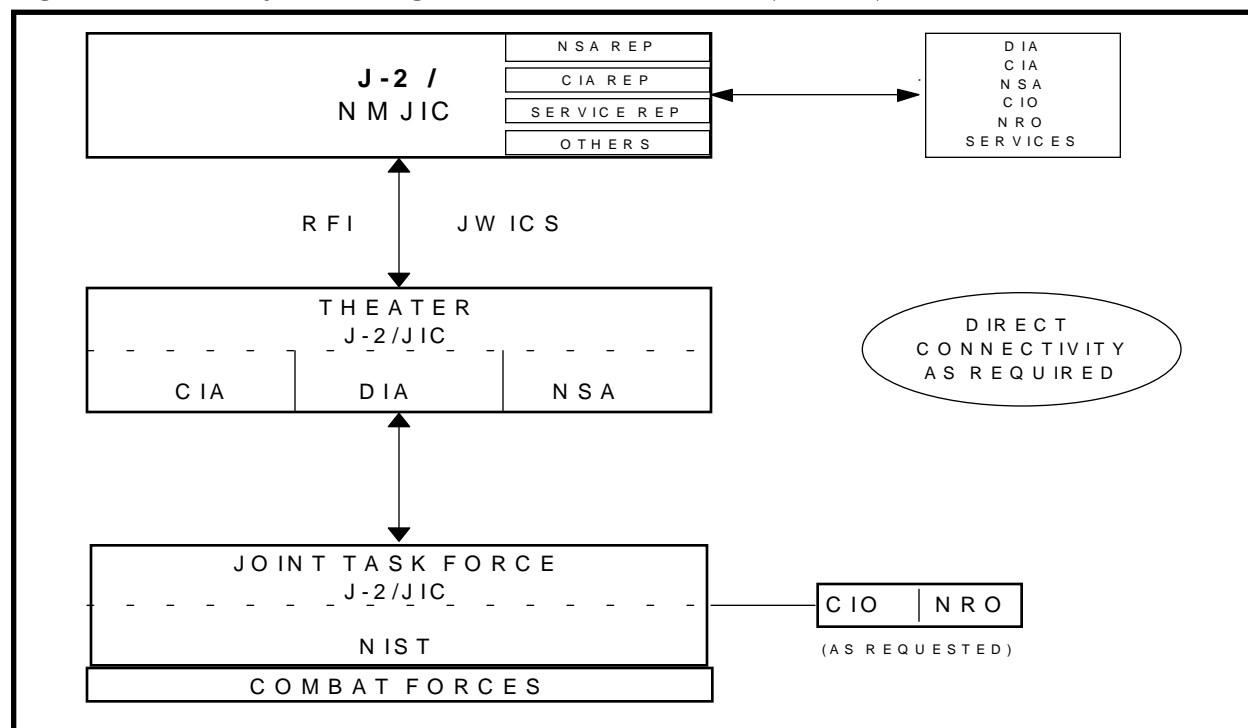 J-2 /
NMJIC
NSA REP
CIA REP
SERVICE REP
OTHERS
DIA
CIA
NSA
CIO
NRO
SERVICES
RFI JWICS
THEATER
J-2/JIC
CIA DIA NSA
DIRECT
CONNECTIVITY
AS REQUIRED
JOINT TASK FORCE
J-2/JIC
NIST
COMBAT FORCES
CIO NRO
(AS REQUESTED)